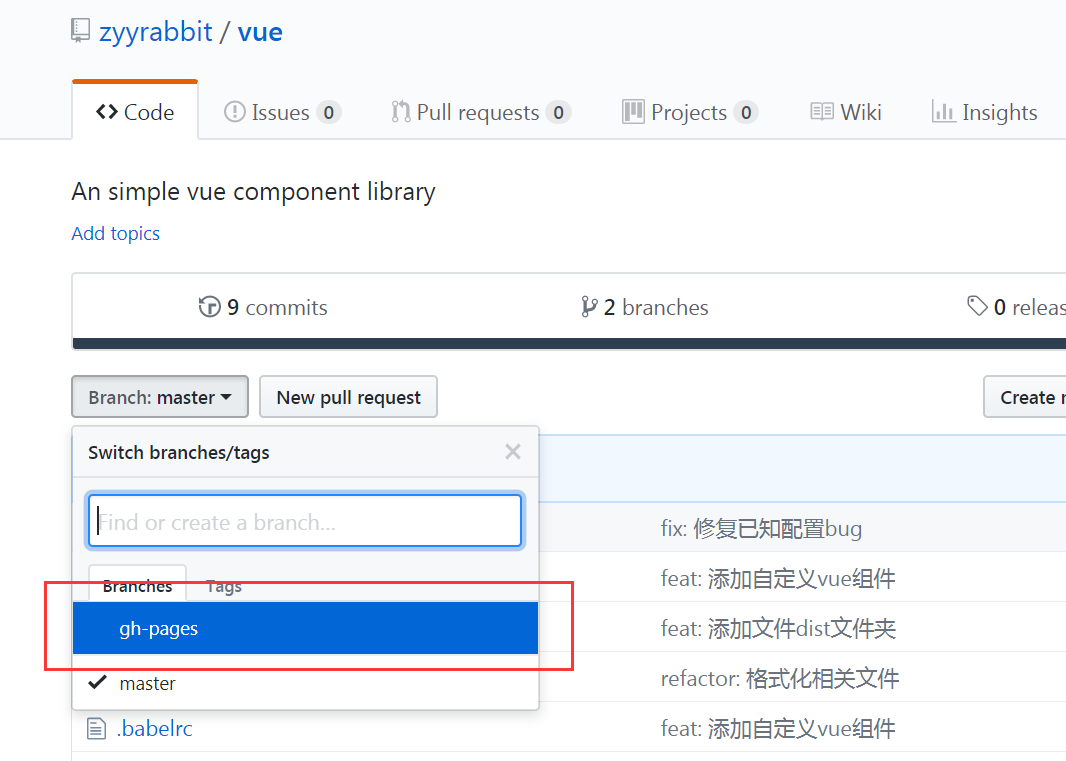 zyyrabbit / vue
Code Issues 0 Pull requests 0 Projects 0 Wiki Insights
An simple vue component library
Add topics
9 commits 2 branches 0 releas
Branch: master New pull request Create
Switch branches/tags
Find or create a branch...
fix: 修复已知配置bug
Branches Tags
feat: 添加自定义vue组件
gh-pages
feat: 添加文件dist文件夹
master
refactor: 格式化相关文件
.babelrc
feat: 添加自定义vue组件